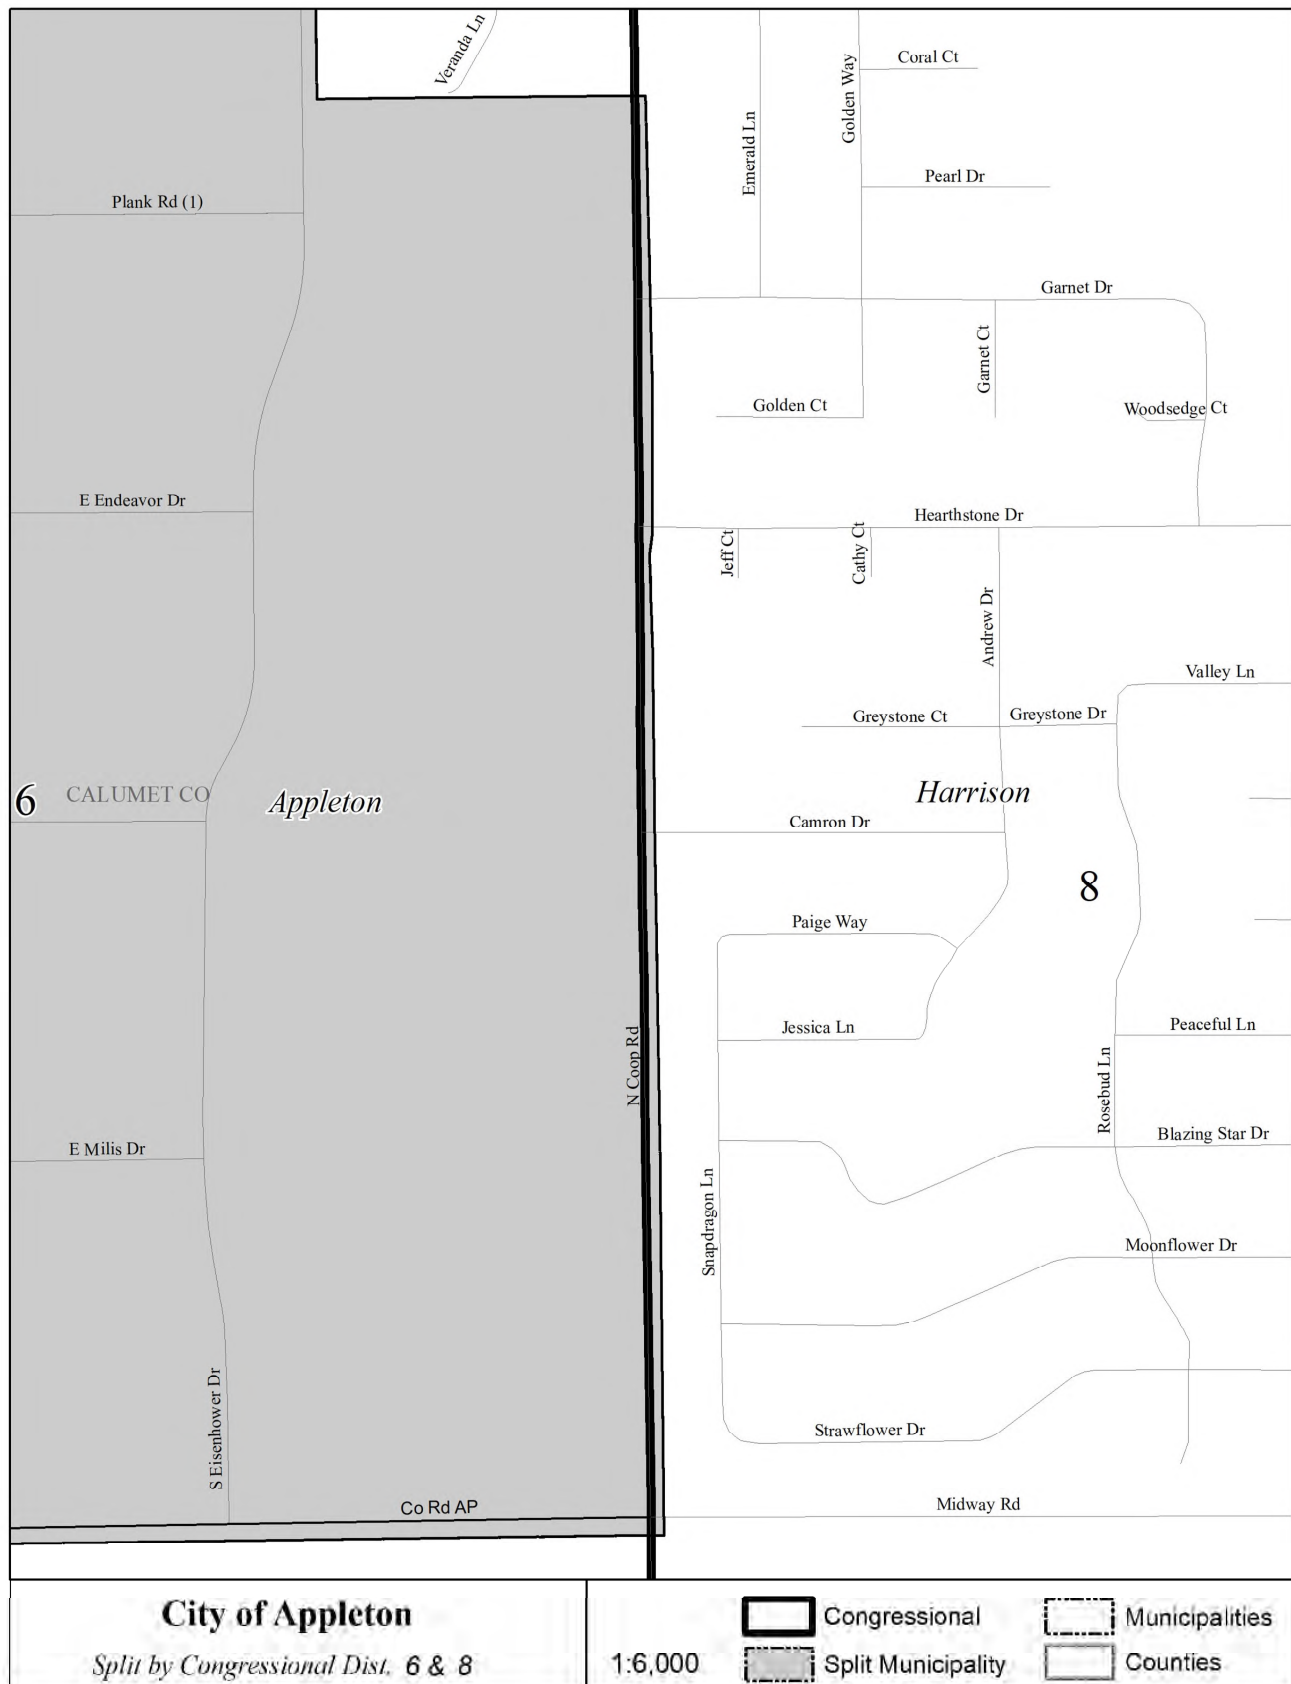 Veranda Ln
Coral Ct
Golden Way
Emerald Ln
Pearl Dr
Plank Rd (1)
Garnet Dr
Garnet Ct
Golden Ct
Woodsedge Ct
E Endeavor Dr
Hearthstone Dr
Jeff Ct
Cathy Ct
Andrew Dr
Valley Ln
Greystone Ct
Greystone Dr
6
CALUMET CO
Appleton
Harrison
Camron Dr
8
Paige Way
Jessica Ln
Peaceful Ln
N Coop Rd
Rosebud Ln
Blazing Star Dr
E Milis Dr
Snapdragon Ln
Moonflower Dr
S Eisenhower Dr
Strawflower Dr
Co Rd AP
Midway Rd
City of Appleton
Split by Congressional Dist. 6 & 8
1:6,000
Congressional
Split Municipality
Municipalities
Counties